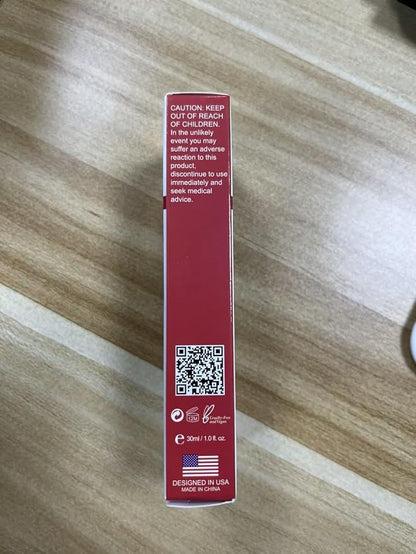 CAUTION: KEEP
OUT OF REACH
OF CHILDREN.
In the unlikely
event you may
suffer an adverse
reaction to this
product,
discontinue to use
immediately and
seek medical
advice.
12M
Cruelty-Free
and Vegan
e 30ml / 1.0 fl. oz.
DESIGNED IN USA
MADE IN CHINA